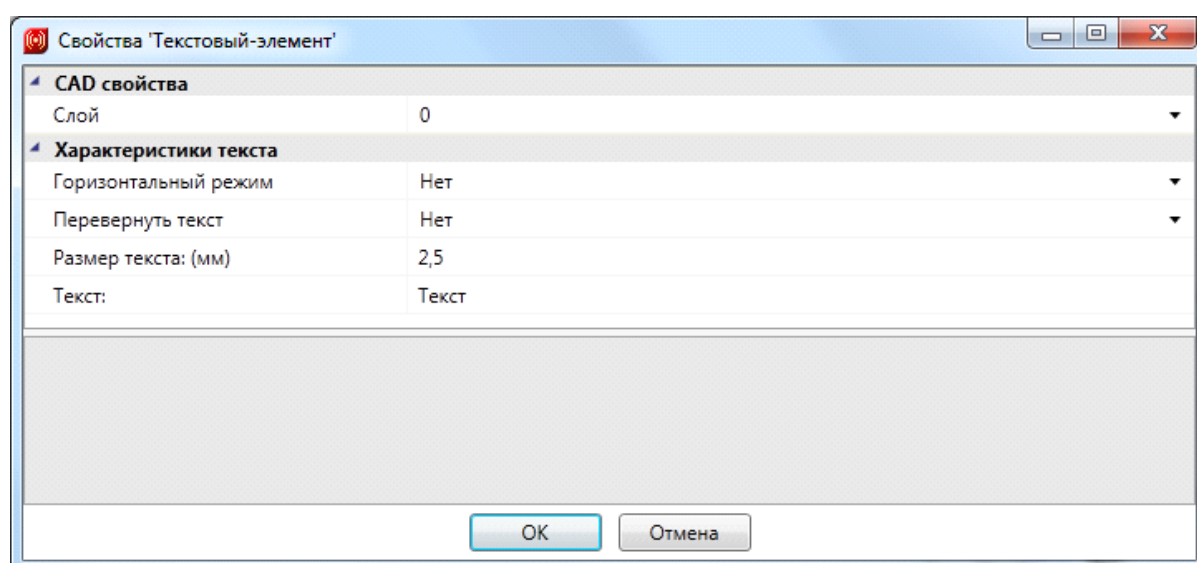 Свойства 'Текстовый-элемент'
CAD свойства
Слой 0
Характеристики текста
Горизонтальный режим Нет
Перевернуть текст Нет
Размер текста: (мм) 2,5
Текст: Текст
OK Отмена